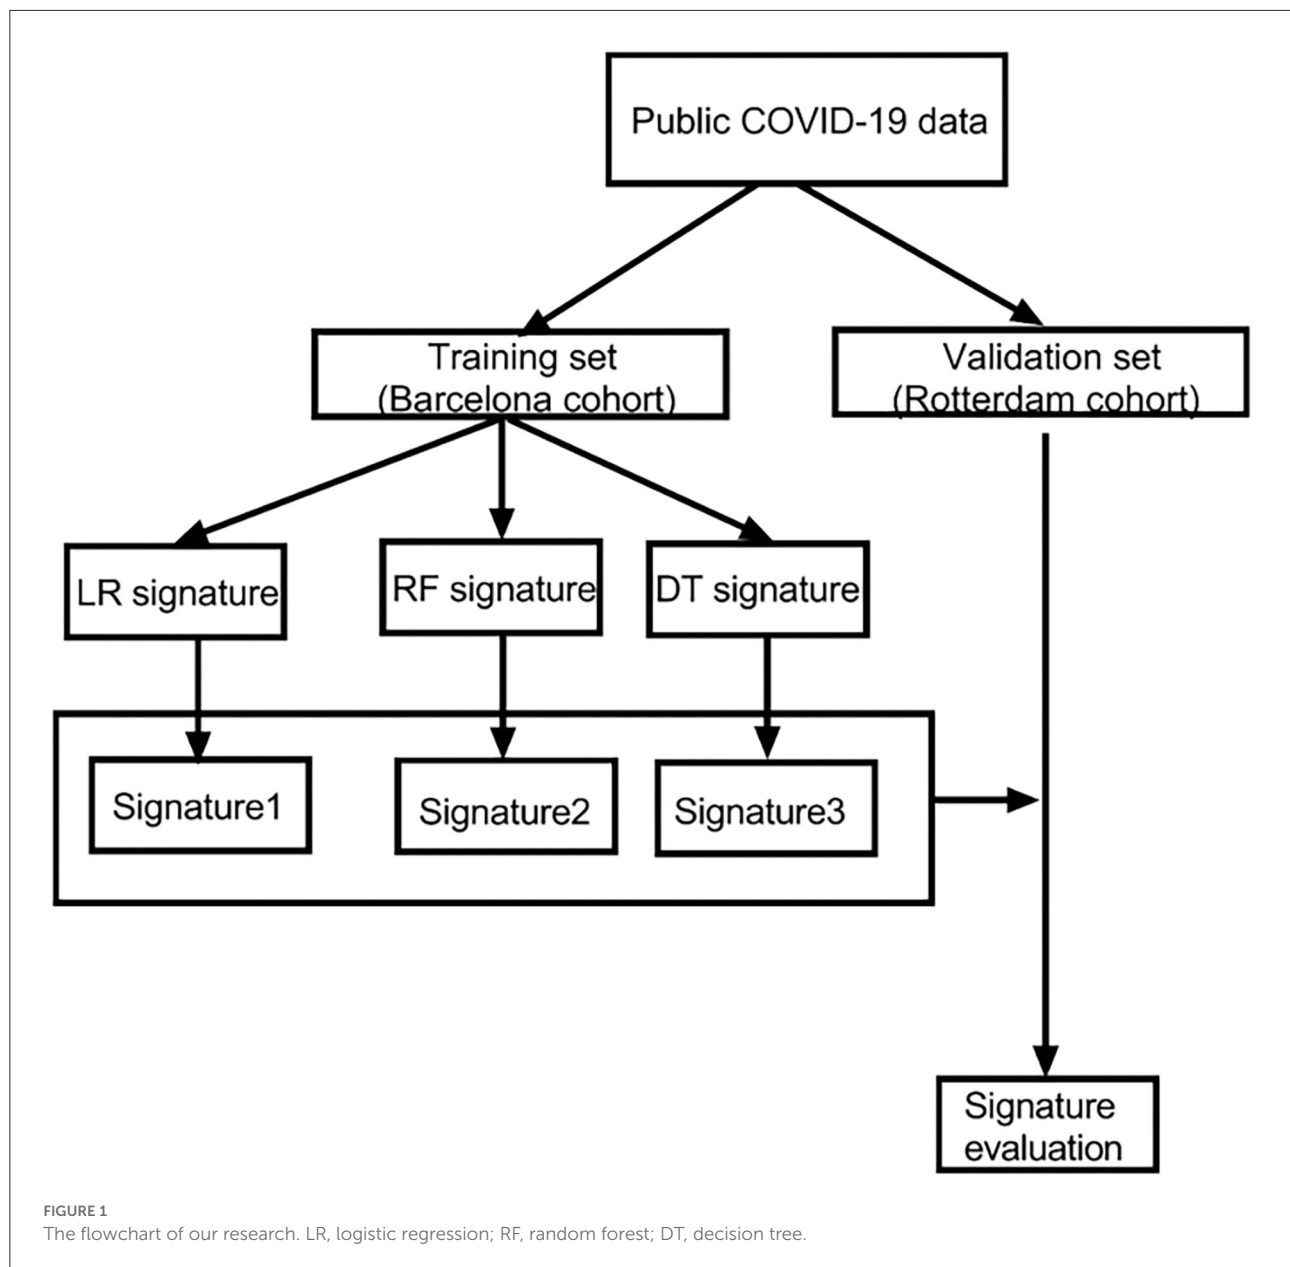 Public COVID-19 data
Training set
(Barcelona cohort)
Validation set
(Rotterdam cohort)
LR signature
RF signature
DT signature
Signature1
Signature2
Signature3
Signature
evaluation
FIGURE 1
The flowchart of our research. LR, logistic regression; RF, random forest; DT, decision tree.